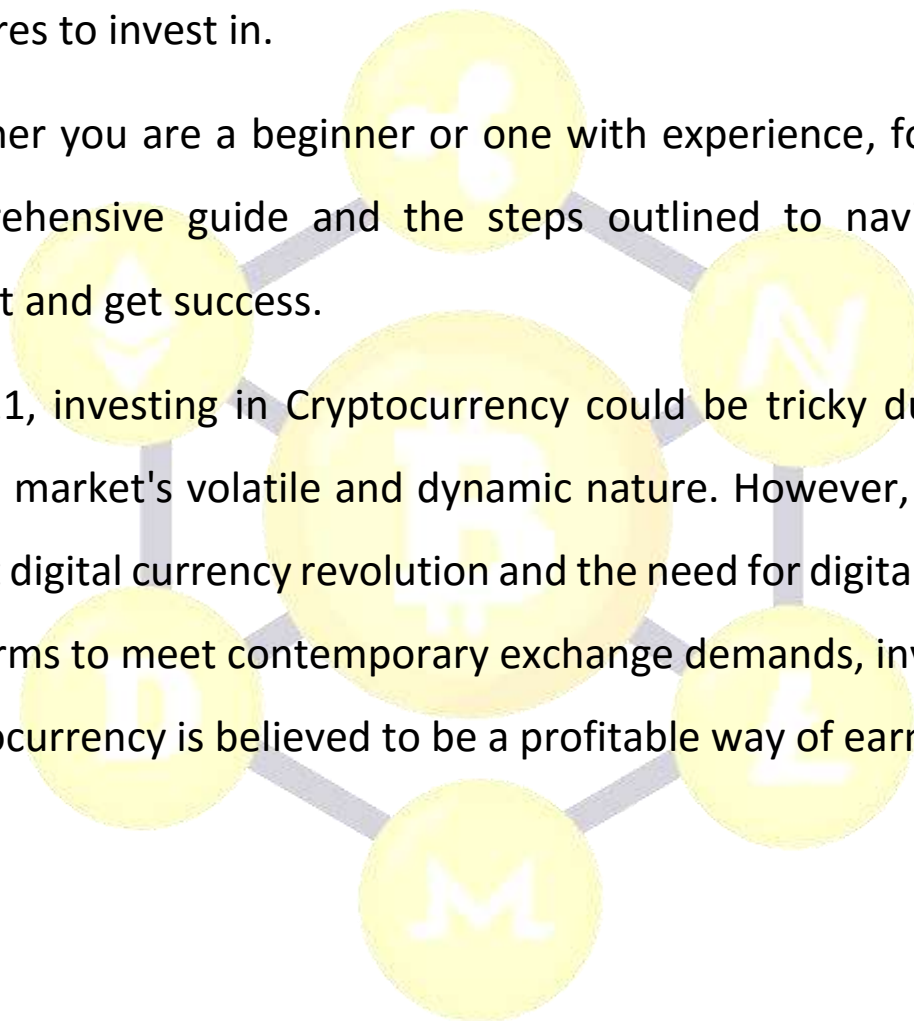 res to invest in.
ner you are a beginner or one with experience, fo
rehensive guide and the steps outlined to nav
t and get success.
1, investing in Cryptocurrency could be tricky du
market's volatile and dynamic nature. However,
digital currency revolution and the need for digita
rms to meet contemporary exchange demands, inv
ocurrency is believed to be a profitable way of earn